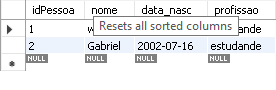 idPessoa nome data_nasc profissao
Resets all sorted columns
1
2 Gabriel 2002-07-16 estudande
NULL NULL NULL NULL